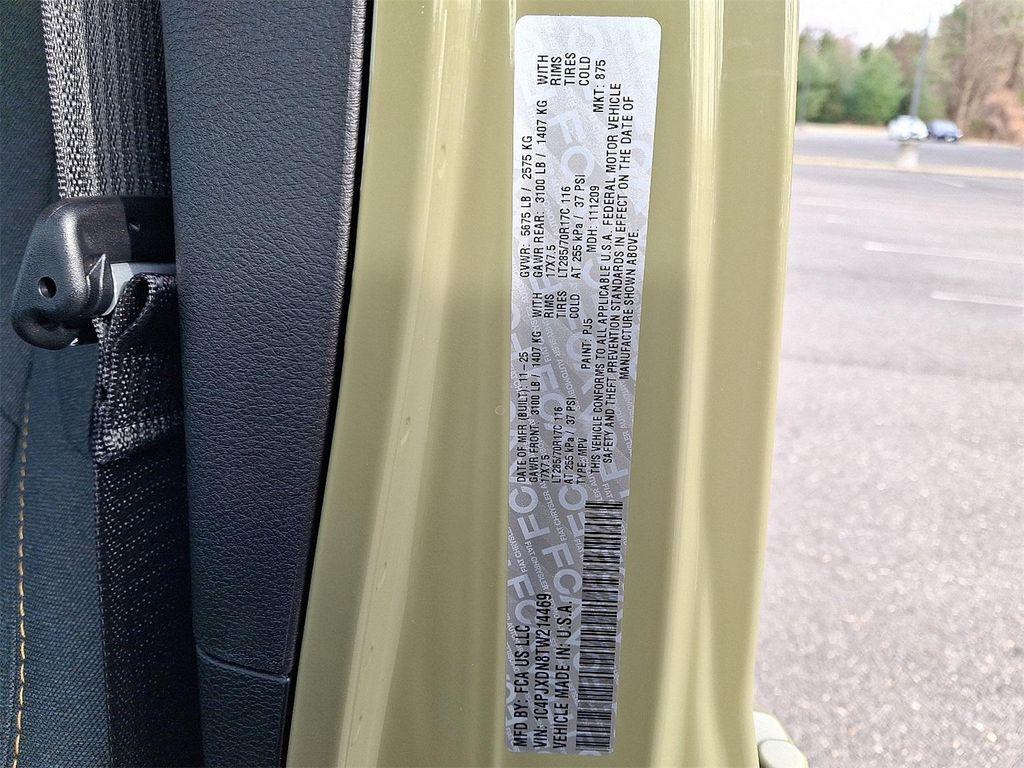 MFD BY: FCA US LLC
DATE OF MFR (BUILT): 11-25
GVWR: 5675 LB / 2575 KG
VIN: 1C4PJXDN8TW214469
GAWR FRONT: 3100 LB / 1407 KG WITH
GAWR REAR: 3100 LB / 1407 KG WITH
VEHICLE MADE IN: U.S.A.
17X7.5 RIMS
17X7.5 RIMS
LT285/70R17C 116 TIRES
LT285/70R17C 116 TIRES
AT 255 kPa / 37 PSI COLD
AT 255 kPa / 37 PSI COLD
TYPE: MPV
PAINT: PJ5
MDH: 111209
MKT: 875
THIS VEHICLE CONFORMS TO ALL APPLICABLE U.S.A. FEDERAL MOTOR VEHICLE
SAFETY AND THEFT PREVENTION STANDARDS IN EFFECT ON THE DATE OF
MANUFACTURE SHOWN ABOVE.